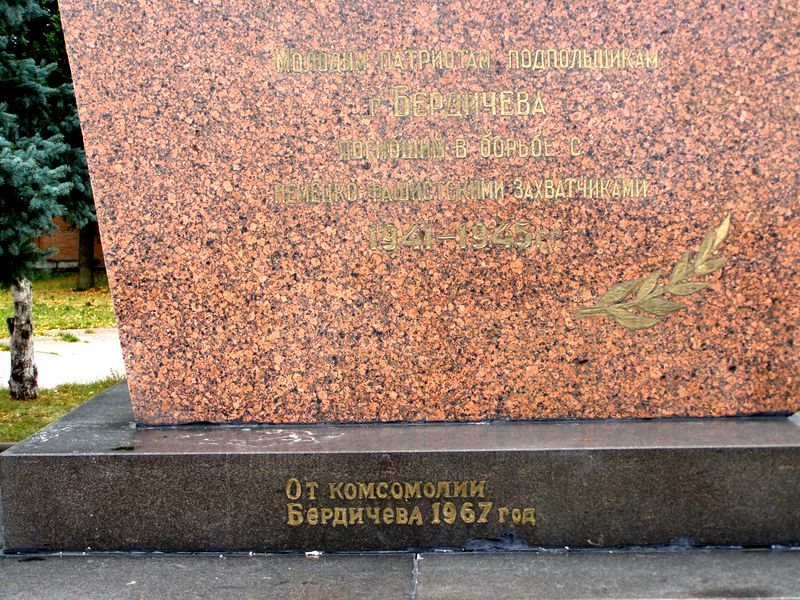 Молодым патриотам подпольщикам
г. Бердичева
погибшим в борьбе с
немецко-фашистскими захватчиками
1941–1945 гг.
От комсомолии
Бердичева 1967 год